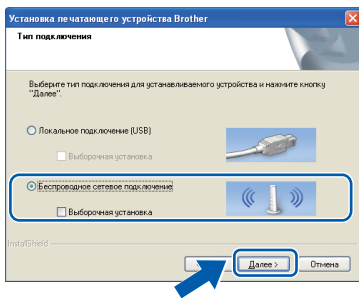 Установка печатающего устройства Brother
Тип подключения
Выберите тип подключения для устанавливаемого устройства и нажмите кнопку
"Далее".
Локальное подключение (USB)
Выборочная установка
Беспроводное сетевое подключение
Выборочная установка
InstallShield
Далее >
Отмена